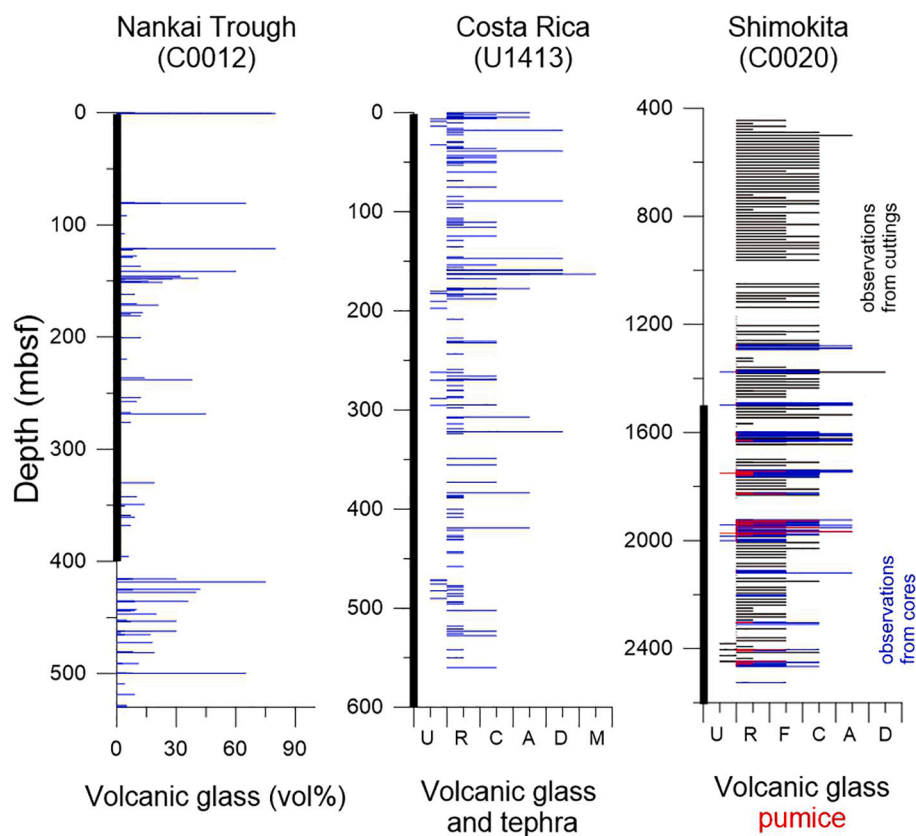 Nankai Trough
(C0012)
Costa Rica
(U1413)
Shimokita
(C0020)
Depth (mbsf)
0
100
200
300
400
500
0
30
60
90
Volcanic glass (vol%)
0
100
200
300
400
500
600
U
R
C
A
D
M
Volcanic glass
and tephra
400
800
1200
1600
2000
2400
observations
from cuttings
observations
from cores
U
R
F
C
A
D
Volcanic glass
pumice